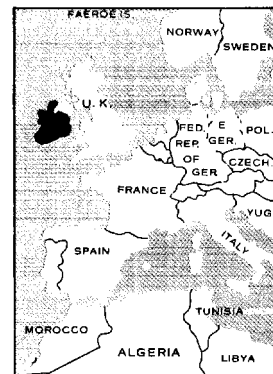 FAEROE IS.
NORWAY
SWEDEN
U. K.
FED.
REP.
OF
GER.
E
GER.
POL.
CZECH.
FRANCE
YUG
ITALY
SPAIN
TUNISIA
MOROCCO
ALGERIA
LIBYA